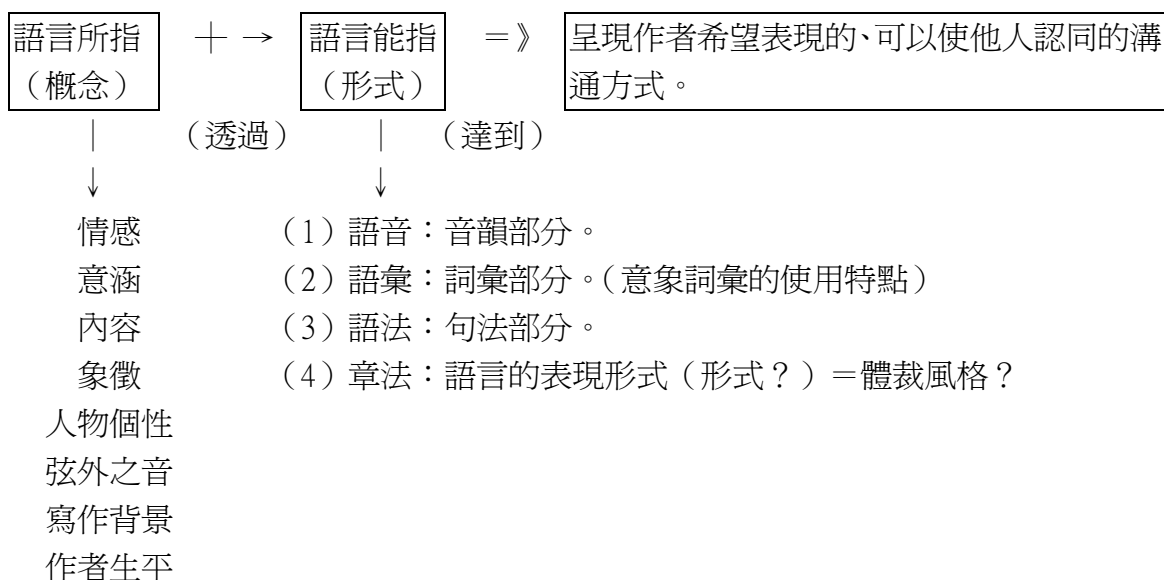 語言所指 ＋→ 語言能指 ＝》 呈現作者希望表現的、可以使他人認同的溝
（概念） （形式） 通方式。
｜ （透過） ｜ （達到）
↓ ↓
情感 （1）語音：音韻部分。
意涵 （2）語彙：詞彙部分。（意象詞彙的使用特點）
內容 （3）語法：句法部分。
象徵 （4）章法：語言的表現形式（形式？）＝體裁風格？
人物個性
弦外之音
寫作背景
作者生平